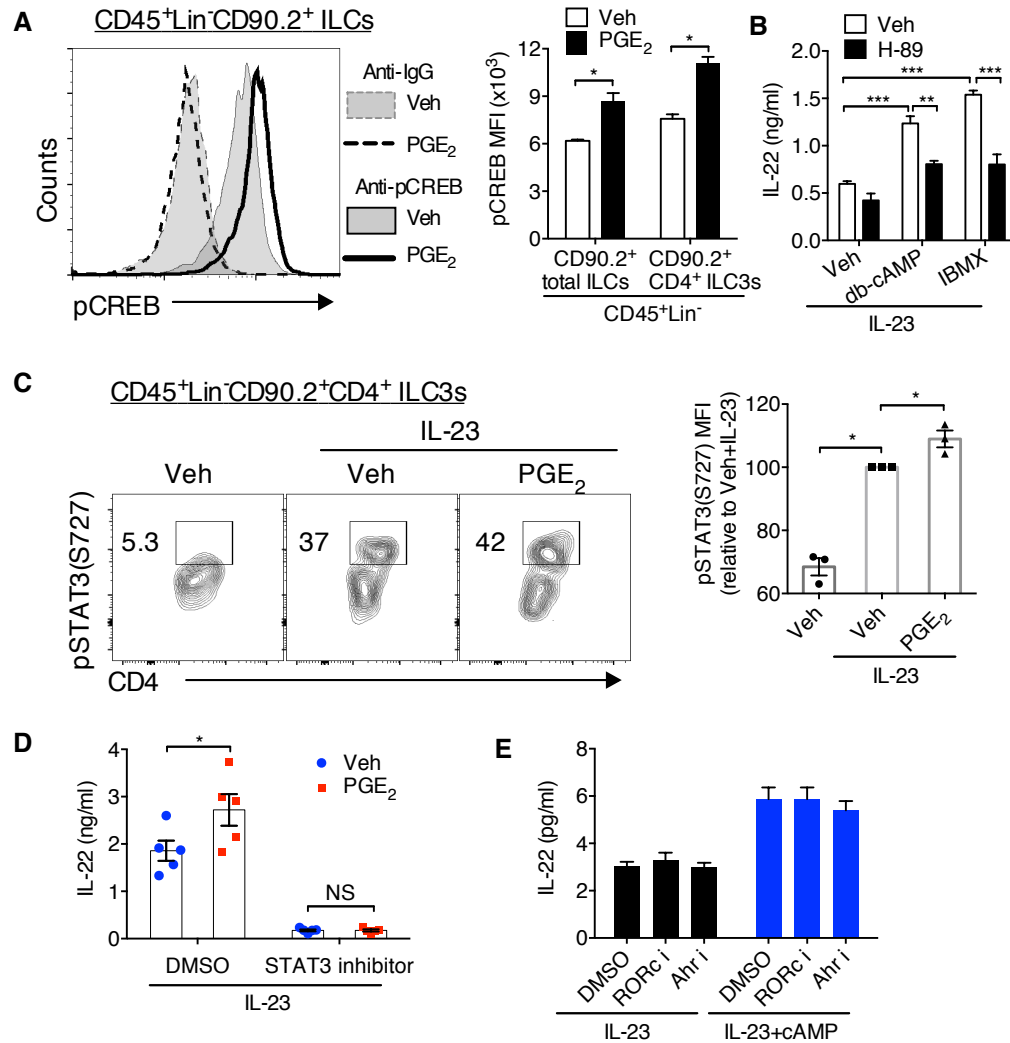 A
CD45⁺Lin⁻CD90.2⁺ ILCs
Anti-IgG
Veh
PGE₂
Anti-pCREB
Veh
PGE₂
Counts
pCREB
Veh
PGE₂
pCREB MFI (x10³)
12
9
6
3
0
*
*
CD90.2⁺
total ILCs
CD90.2⁺
CD4⁺ ILC3s
CD45⁺Lin⁻
B
Veh
H-89
IL-22 (ng/ml)
2.0
1.5
1.0
0.5
0.0
***
***
***
**
Veh
db-cAMP
IBMX
IL-23
C
CD45⁺Lin⁻CD90.2⁺CD4⁺ ILC3s
IL-23
Veh
Veh
PGE₂
pSTAT3(S727)
5.3
37
42
CD4
pSTAT3(S727) MFI
(relative to Veh+IL-23)
120
100
80
60
*
*
Veh
Veh
PGE₂
IL-23
D
IL-22 (ng/ml)
4
3
2
1
0
*
Veh
PGE₂
NS
DMSO
STAT3 inhibitor
IL-23
E
IL-22 (pg/ml)
8
6
4
2
0
DMSO
RORc i
Ahr i
DMSO
RORc i
Ahr i
IL-23
IL-23+cAMP